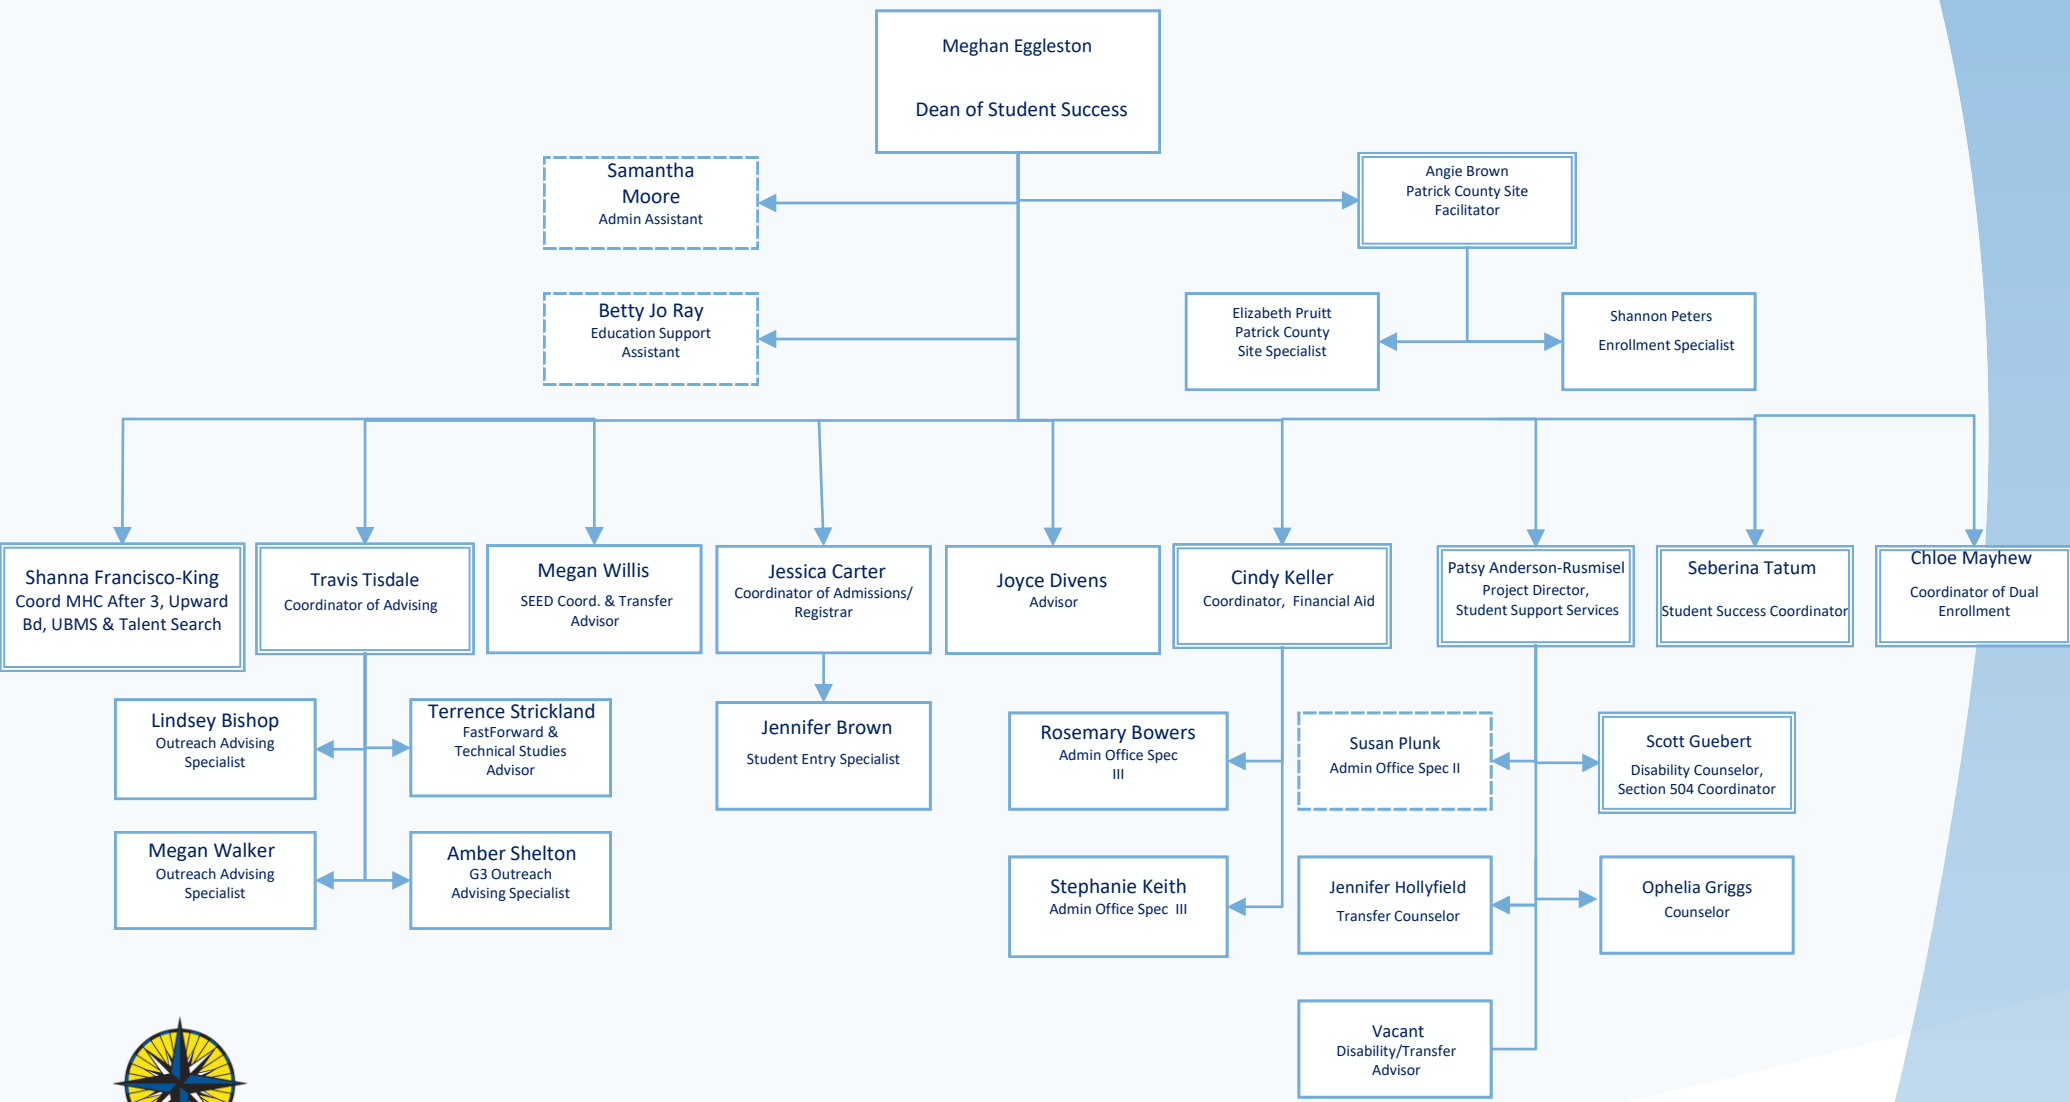 Meghan Eggleston
Dean of Student Success
Samantha
Moore
Admin Assistant
Angie Brown
Patrick County Site
Facilitator
Betty Jo Ray
Education Support
Assistant
Elizabeth Pruitt
Patrick County
Site Specialist
Shannon Peters
Enrollment Specialist
Shanna Francisco-King
Coord MHC After 3, Upward
Bd, UBMS & Talent Search
Travis Tisdale
Coordinator of Advising
Megan Willis
SEED Coord. & Transfer
Advisor
Jessica Carter
Coordinator of Admissions/
Registrar
Joyce Divens
Advisor
Cindy Keller
Coordinator, Financial Aid
Patsy Anderson-Rusmisel
Project Director,
Student Support Services
Seberina Tatum
Student Success Coordinator
Chloe Mayhew
Coordinator of Dual
Enrollment
Lindsey Bishop
Outreach Advising
Specialist
Terrence Strickland
FastForward &
Technical Studies
Advisor
Jennifer Brown
Student Entry Specialist
Rosemary Bowers
Admin Office Spec
III
Susan Plunk
Admin Office Spec II
Scott Guebert
Disability Counselor,
Section 504 Coordinator
Megan Walker
Outreach Advising
Specialist
Amber Shelton
G3 Outreach
Advising Specialist
Stephanie Keith
Admin Office Spec III
Jennifer Hollyfield
Transfer Counselor
Ophelia Griggs
Counselor
Vacant
Disability/Transfer
Advisor